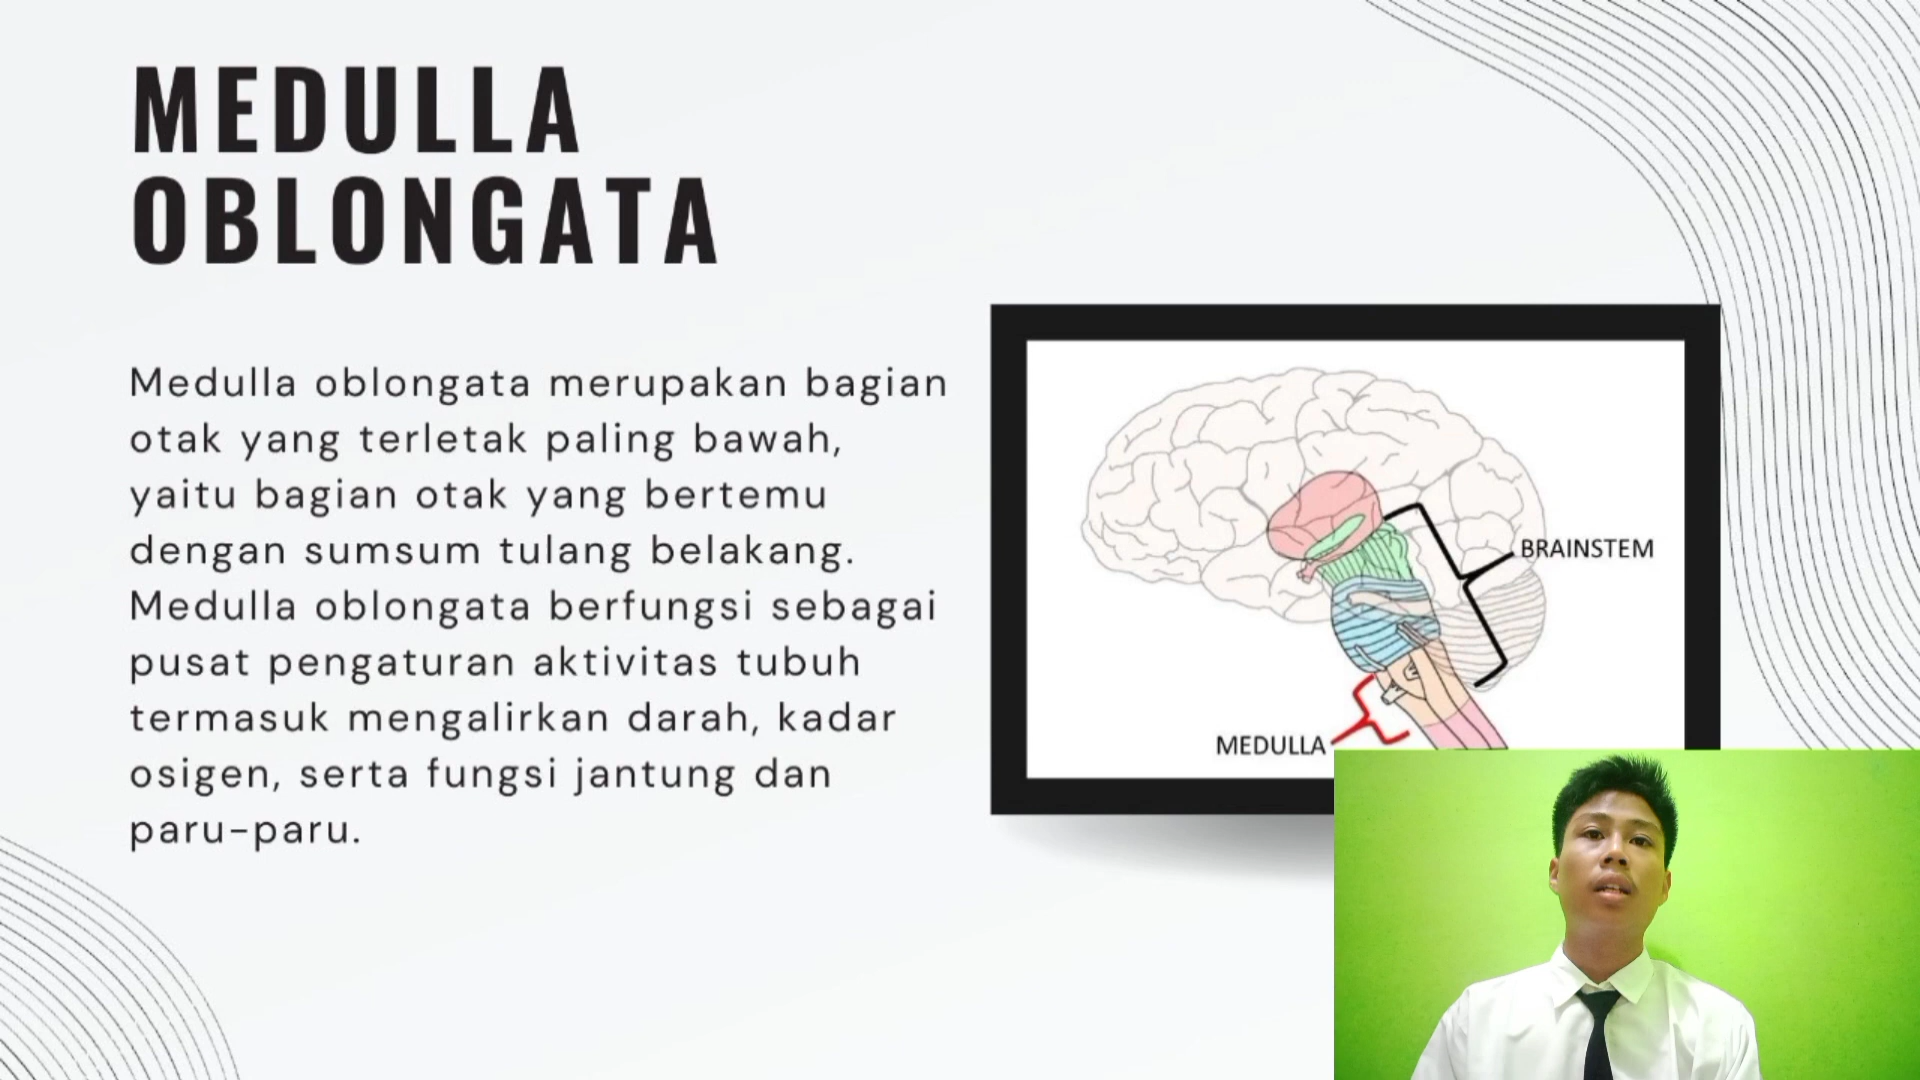 MEDULLA
OBLONGATA
Medulla oblongata merupakan bagian
otak yang terletak paling bawah,
yaitu bagian otak yang bertemu
dengan sumsum tulang belakang.
Medulla oblongata berfungsi sebagai
pusat pengaturan aktivitas tubuh
termasuk mengalirkan darah, kadar
osigen, serta fungsi jantung dan
paru-paru.
BRAINSTEM
MEDULLA